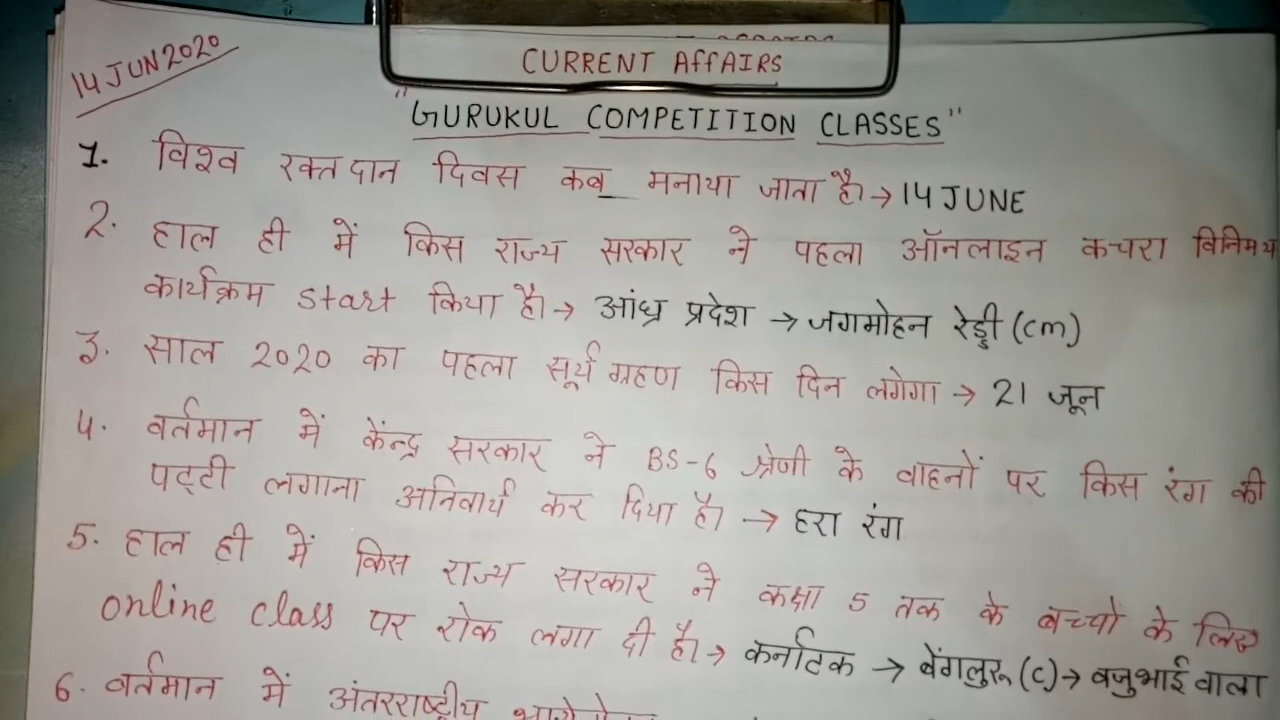 14 JUN 2020
CURRENT AFFAIRS
"GURUKUL COMPETITION CLASSES"
1. विश्व रक्तदान दिवस कब मनाया जाता है। → 14 JUNE
2. हाल ही में किस राज्य सरकार ने पहला ऑनलाइन कचरा विनिमय
कार्यक्रम start किया है। → आंध्र प्रदेश → जगमोहन रेड्डी (cm)
3. साल 2020 का पहला सूर्य ग्रहण किस दिन लगेगा → 21 जून
4. वर्तमान में केंन्द्र सरकार ने BS-6 श्रेणी के वाहनों पर किस रंग की
पट्टी लगाना अनिवार्य कर दिया है। → हरा रंग
5. हाल ही में किस राज्य सरकार ने कक्षा 5 तक के बच्चों के लिए
online class पर रोक लगा दी है। → कर्नाटक → बेंगलुरू (C) → वजुभाई वाला
6. वर्तमान में अंतरराष्ट्रीय